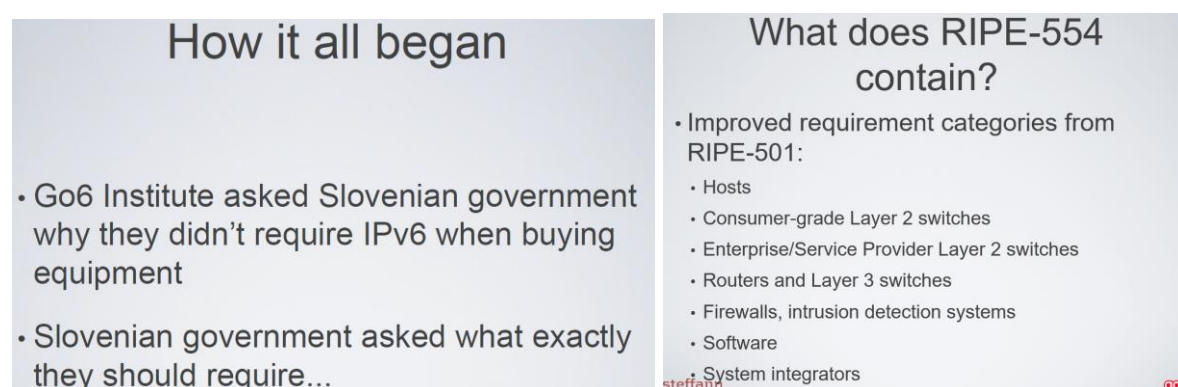 How it all began
• Go6 Institute asked Slovenian government
why they didn't require IPv6 when buying
equipment
• Slovenian government asked what exactly
they should require...
What does RIPE-554
contain?
• Improved requirement categories from
RIPE-501:
• Hosts
• Consumer-grade Layer 2 switches
• Enterprise/Service Provider Layer 2 switches
• Routers and Layer 3 switches
• Firewalls, intrusion detection systems
• Software
• System integrators
steffann